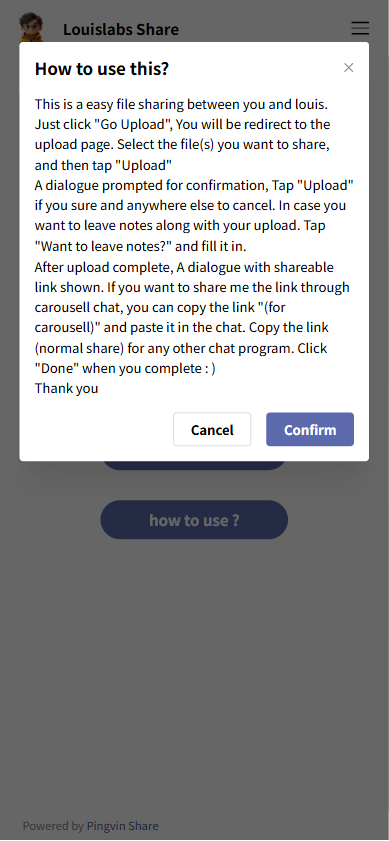 Louislabs Share
How to use this?
This is a easy file sharing between you and louis.
Just click "Go Upload", You will be redirect to the
upload page. Select the file(s) you want to share,
and then tap "Upload"
A dialogue prompted for confirmation, Tap "Upload"
if you sure and anywhere else to cancel. In case you
want to leave notes along with your upload. Tap
"Want to leave notes?" and fill it in.
After upload complete, A dialogue with shareable
link shown. If you want to share me the link through
carousell chat, you can copy the link "(for
carousell)" and paste it in the chat. Copy the link
(normal share) for any other chat program. Click
"Done" when you complete : )
Thank you
Cancel
Confirm
how to use ?
Powered by Pingvin Share